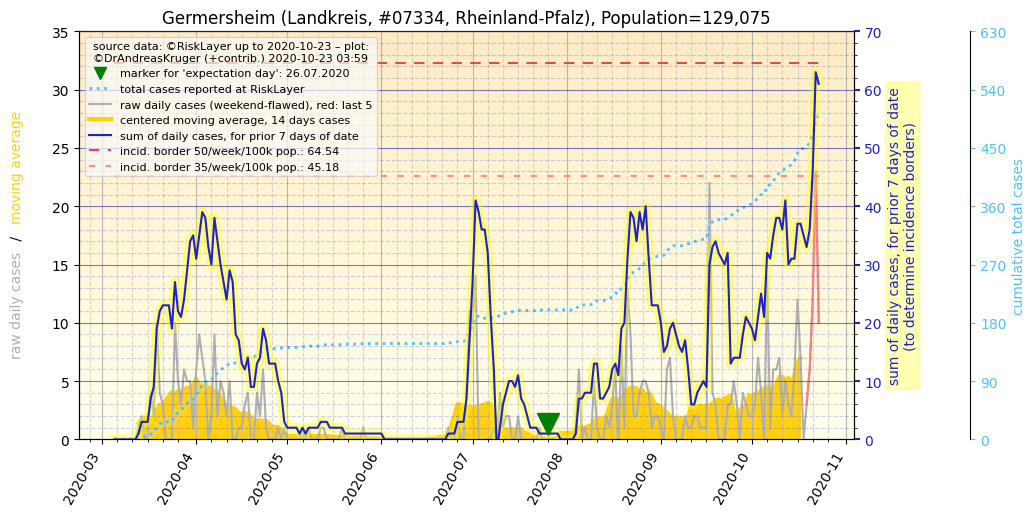 Germersheim (Landkreis, #07334, Rheinland-Pfalz), Population=129,075
source data: ©RiskLayer up to 2020-10-23 – plot:
©DrAndreasKruger (+contrib.) 2020-10-23 03:59
marker for 'expectation day': 26.07.2020
total cases reported at RiskLayer
raw daily cases (weekend-flawed), red: last 5
centered moving average, 14 days cases
sum of daily cases, for prior 7 days of date
incid. border 50/week/100k pop.: 64.54
incid. border 35/week/100k pop.: 45.18
raw daily cases / moving average
35
30
25
20
15
10
5
0
70
60
50
40
30
20
10
0
sum of daily cases, for prior 7 days of date
(to determine incidence borders)
630
540
450
360
270
180
90
0
cumulative total cases
2020-03
2020-04
2020-05
2020-06
2020-07
2020-08
2020-09
2020-10
2020-11